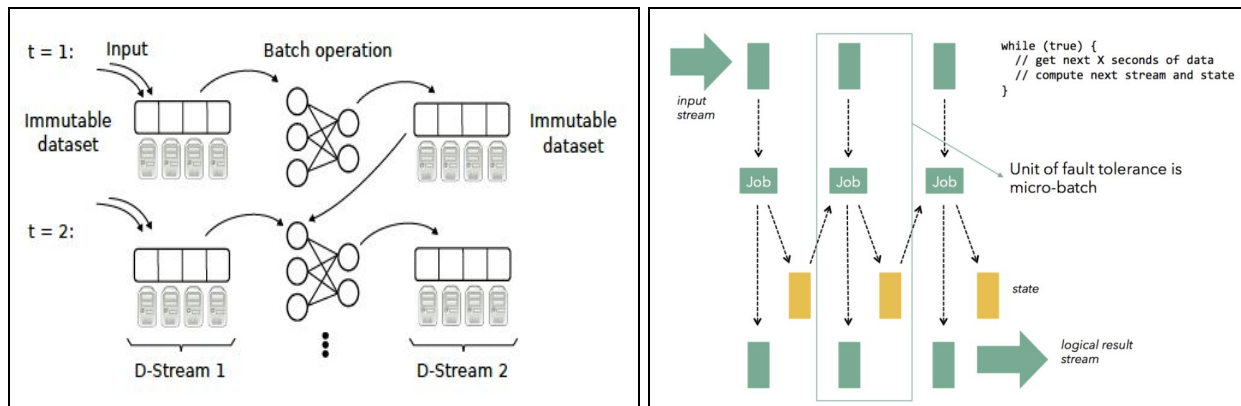 t = 1:
Input
Batch operation
Immutable
dataset
Immutable
dataset
t = 2:
D-Stream 1
D-Stream 2
input
stream
while (true) {
// get next X seconds of data
// compute next stream and state
}
Job
Job
Job
Unit of fault tolerance is
micro-batch
state
logical result
stream